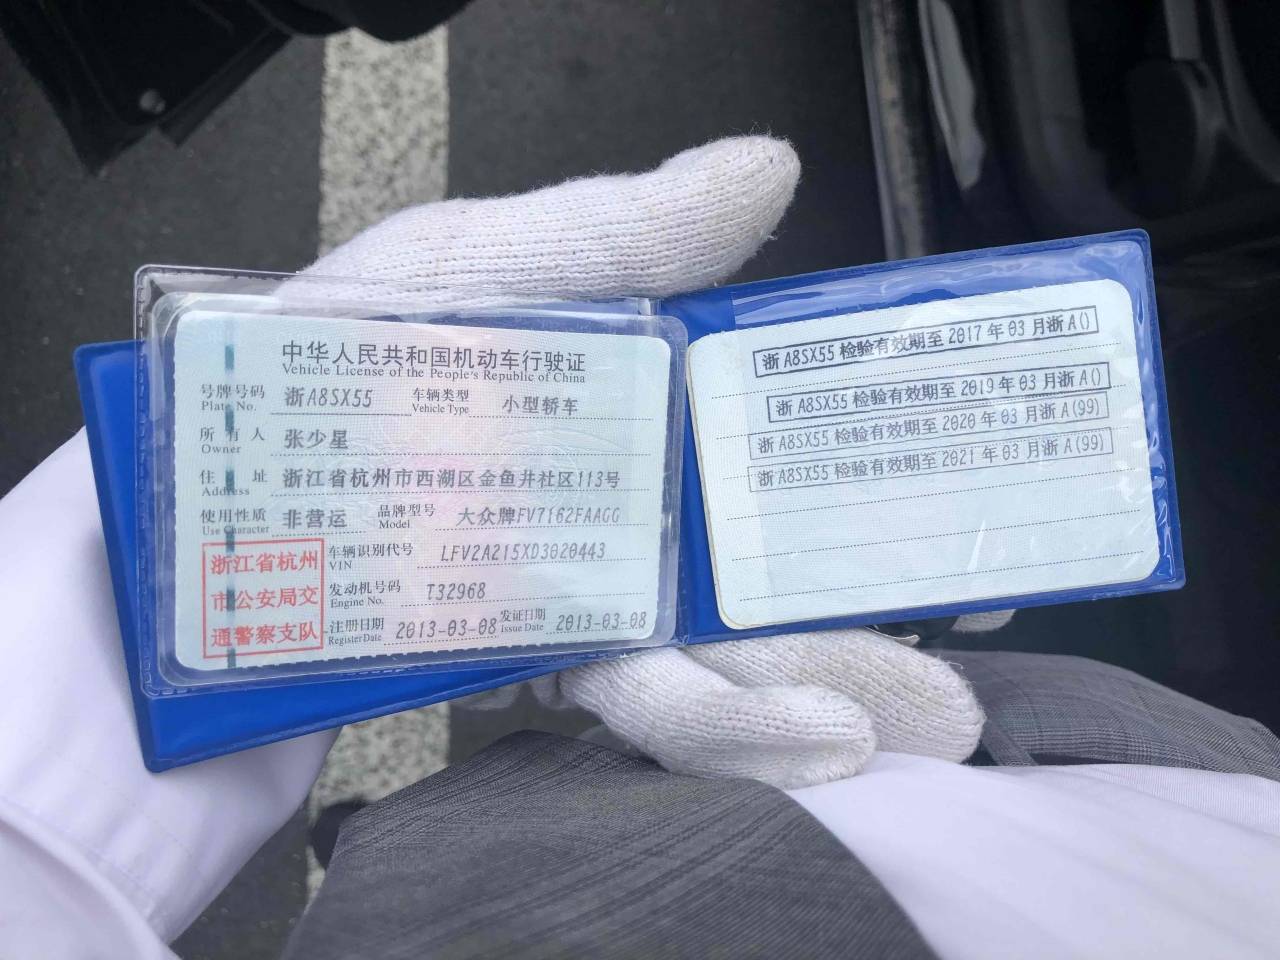 中华人民共和国机动车行驶证
Vehicle License of the People's Republic of China
号牌号码 浙A8SX55 车辆类型 小型轿车
Plate No. Vehicle Type
所有人 张少星
Owner
住址 浙江省杭州市西湖区金鱼井社区113号
Address
使用性质 非营运 品牌型号 大众牌FV7162FAAGG
Use Character Model
浙江省杭州
市公安局交
通警察支队
车辆识别代号 LFV2A215XD3020443
VIN
发动机号码 T32968
Engine No.
注册日期 2013-03-08 发证日期 2013-03-08
Register Date Issue Date
浙A8SX55检验有效期至2017年03月浙A()
浙A8SX55检验有效期至2019年03月浙A()
浙A8SX55检验有效期至2020年03月浙A(99)
浙A8SX55检验有效期至2021年03月浙A(99)